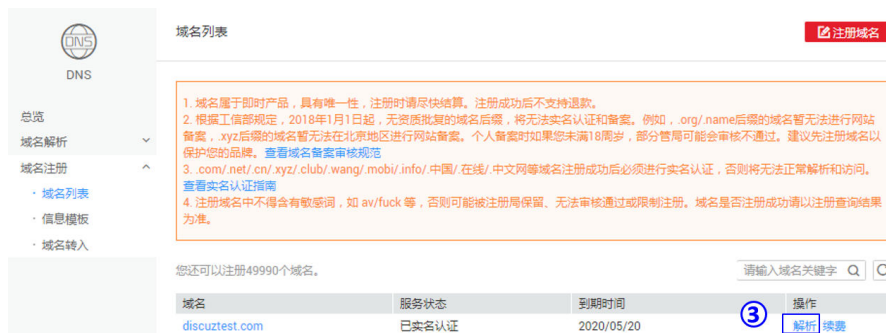 DNS
DNS
总览
域名解析
域名注册
· 域名列表
· 信息模板
· 域名转入
域名列表
注册域名
1. 域名属于即时产品，具有唯一性，注册时请尽快结算。注册成功后不支持退款。
2. 根据工信部规定，2018年1月1日起，无资质批复的域名后缀，将无法实名认证和备案。例如，.org/.name后缀的域名暂无法进行网站
备案，.xyz后缀的域名暂无法在北京地区进行网站备案。个人备案时如果您未满18周岁，部分管局可能会审核不通过。建议先注册域名以
保护您的品牌。查看域名备案审核规范
3. .com/.net/.cn/.xyz/.club/.wang/.mobi/.info/.中国/.在线/.中文网等域名注册成功后必须进行实名认证，否则将无法正常解析和访问。
查看实名认证指南
4. 注册域名中不得含有敏感词，如 av/fuck 等，否则可能被注册局保留、无法审核通过或限制注册。域名是否注册成功请以注册查询结果
为准。
您还可以注册49990个域名。
请输入域名关键字
域名 服务状态 到期时间 操作
discuztest.com 已实名认证 2020/05/20 ③ 解析 续费